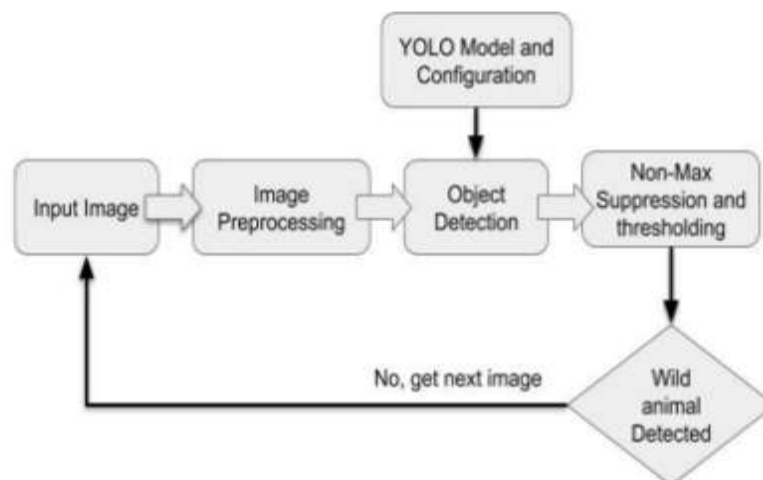 YOLO Model and
Configuration
Input Image
Image
Preprocessing
Object
Detection
Non-Max
Suppression and
thresholding
No, get next image
Wild
animal
Detected